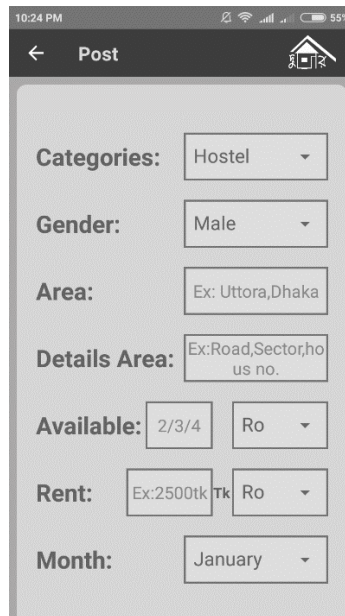 10:24 PM 55%
Post
Categories: Hostel
Gender: Male
Area: Ex: Uttora,Dhaka
Details Area: Ex:Road,Sector,ho
us no.
Available: 2/3/4 Ro
Rent: Ex:2500tk Tk Ro
Month: January